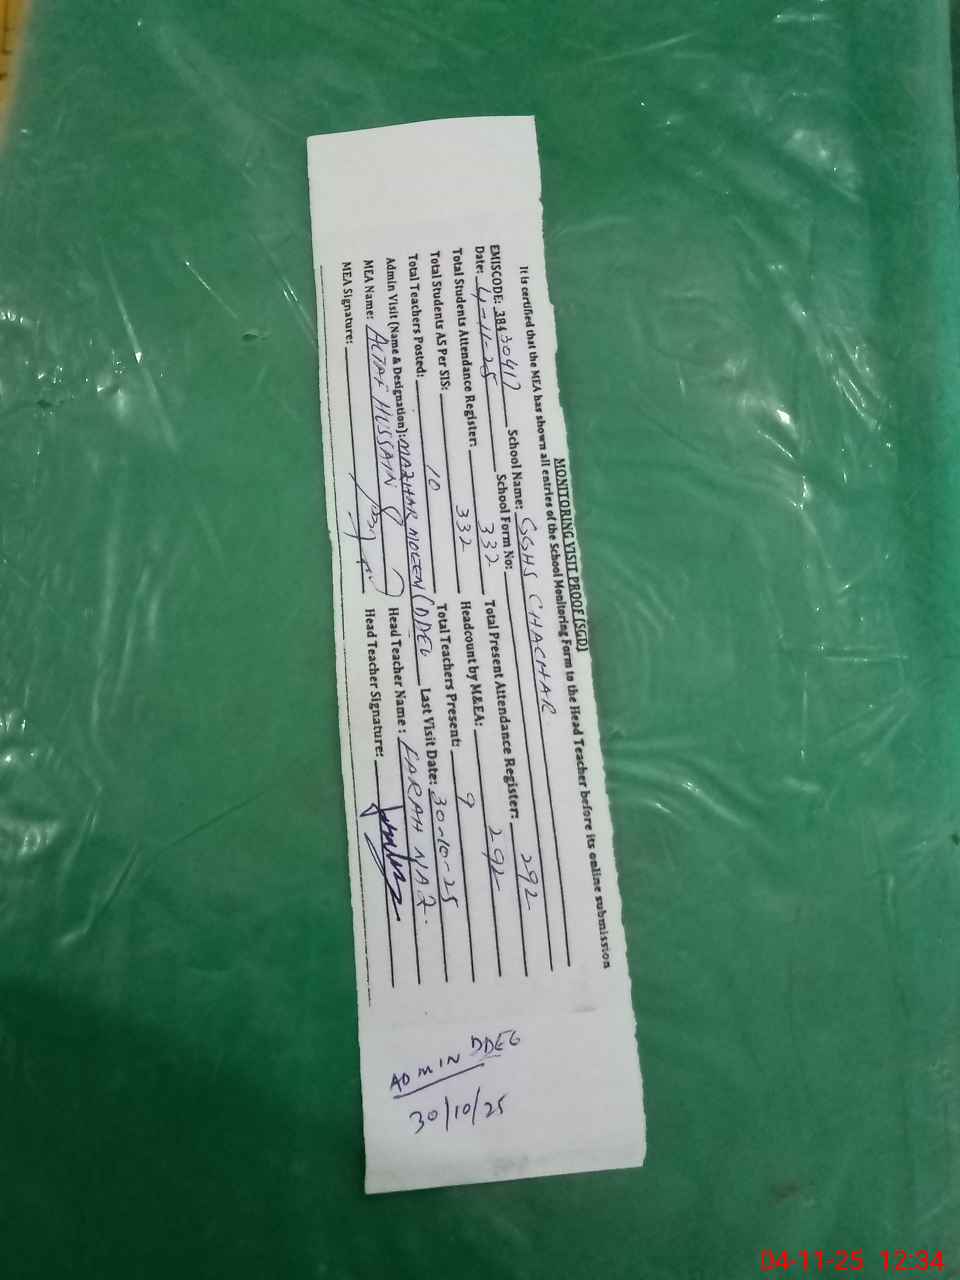 MONITORING VISIT PROOF (SGD)
It is certified that the MEA has shown all entries of the School Monitoring Form to the Head Teacher before its online submission
EMISCODE: 38430417 School Name: GGHS CHACHAR
Date: 4-11-25 School Form No:
Total Students Attendance Register: 332 Total Present Attendance Register: 292
Total Students AS Per SIS: 332 Headcount by M&EA: 292
Total Teachers Posted: 10 Total Teachers Present: 9
Admin Visit (Name & Designation): MAZHAR MOEEN (DDEO Last Visit Date: 30-10-25
MEA Name: ALTAF HUSSAIN Head Teacher Name: FARAH NAZ.
MEA Signature: Head Teacher Signature:
ADMIN DDEO
30/10/25
04-11-25 12:34